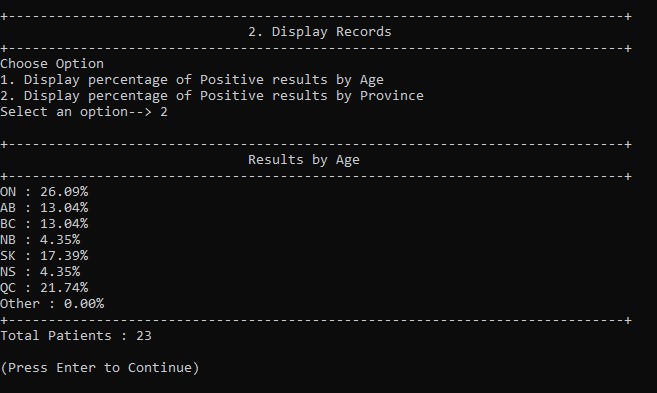 +-----------------------------------------------------------------------------+
2. Display Records
+-----------------------------------------------------------------------------+
Choose Option
1. Display percentage of Positive results by Age
2. Display percentage of Positive results by Province
Select an option--> 2
+-----------------------------------------------------------------------------+
Results by Age
+-----------------------------------------------------------------------------+
ON : 26.09%
AB : 13.04%
BC : 13.04%
NB : 4.35%
SK : 17.39%
NS : 4.35%
QC : 21.74%
Other : 0.00%
+-----------------------------------------------------------------------------+
Total Patients : 23
(Press Enter to Continue)